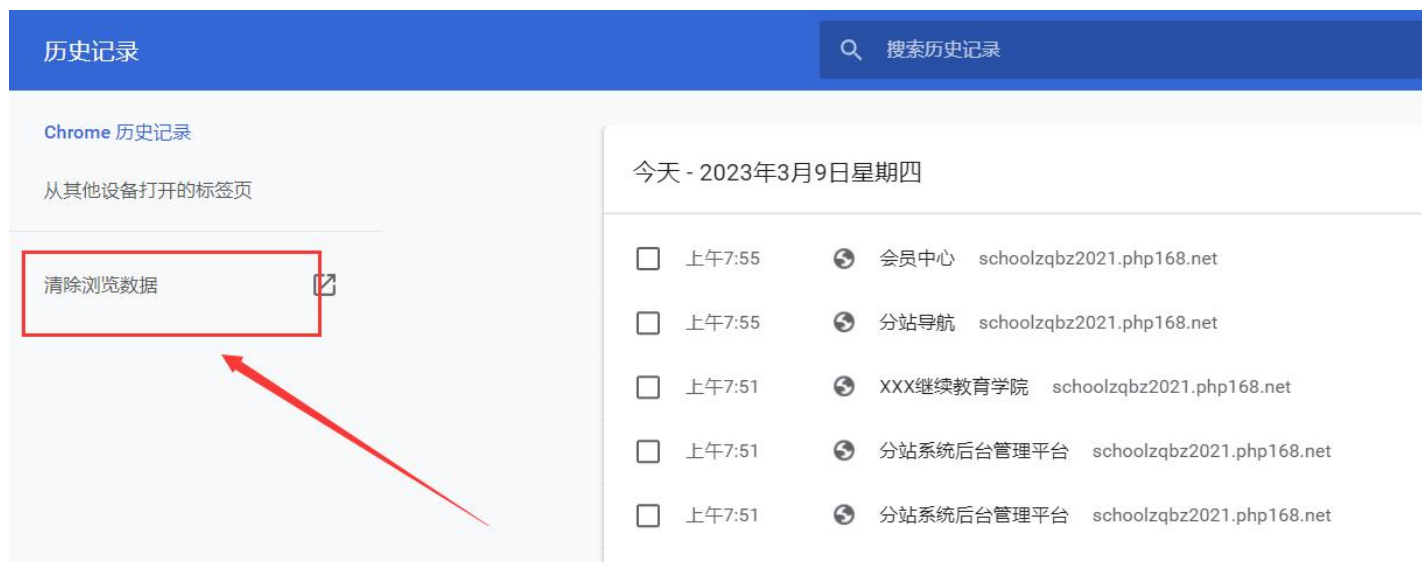 历史记录
搜索历史记录
Chrome 历史记录
从其他设备打开的标签页
清除浏览数据
今天 - 2023年3月9日星期四
上午7:55 会员中心 schoolzqbz2021.php168.net
上午7:55 分站导航 schoolzqbz2021.php168.net
上午7:51 XXX继续教育学院 schoolzqbz2021.php168.net
上午7:51 分站系统后台管理平台 schoolzqbz2021.php168.net
上午7:51 分站系统后台管理平台 schoolzqbz2021.php168.net